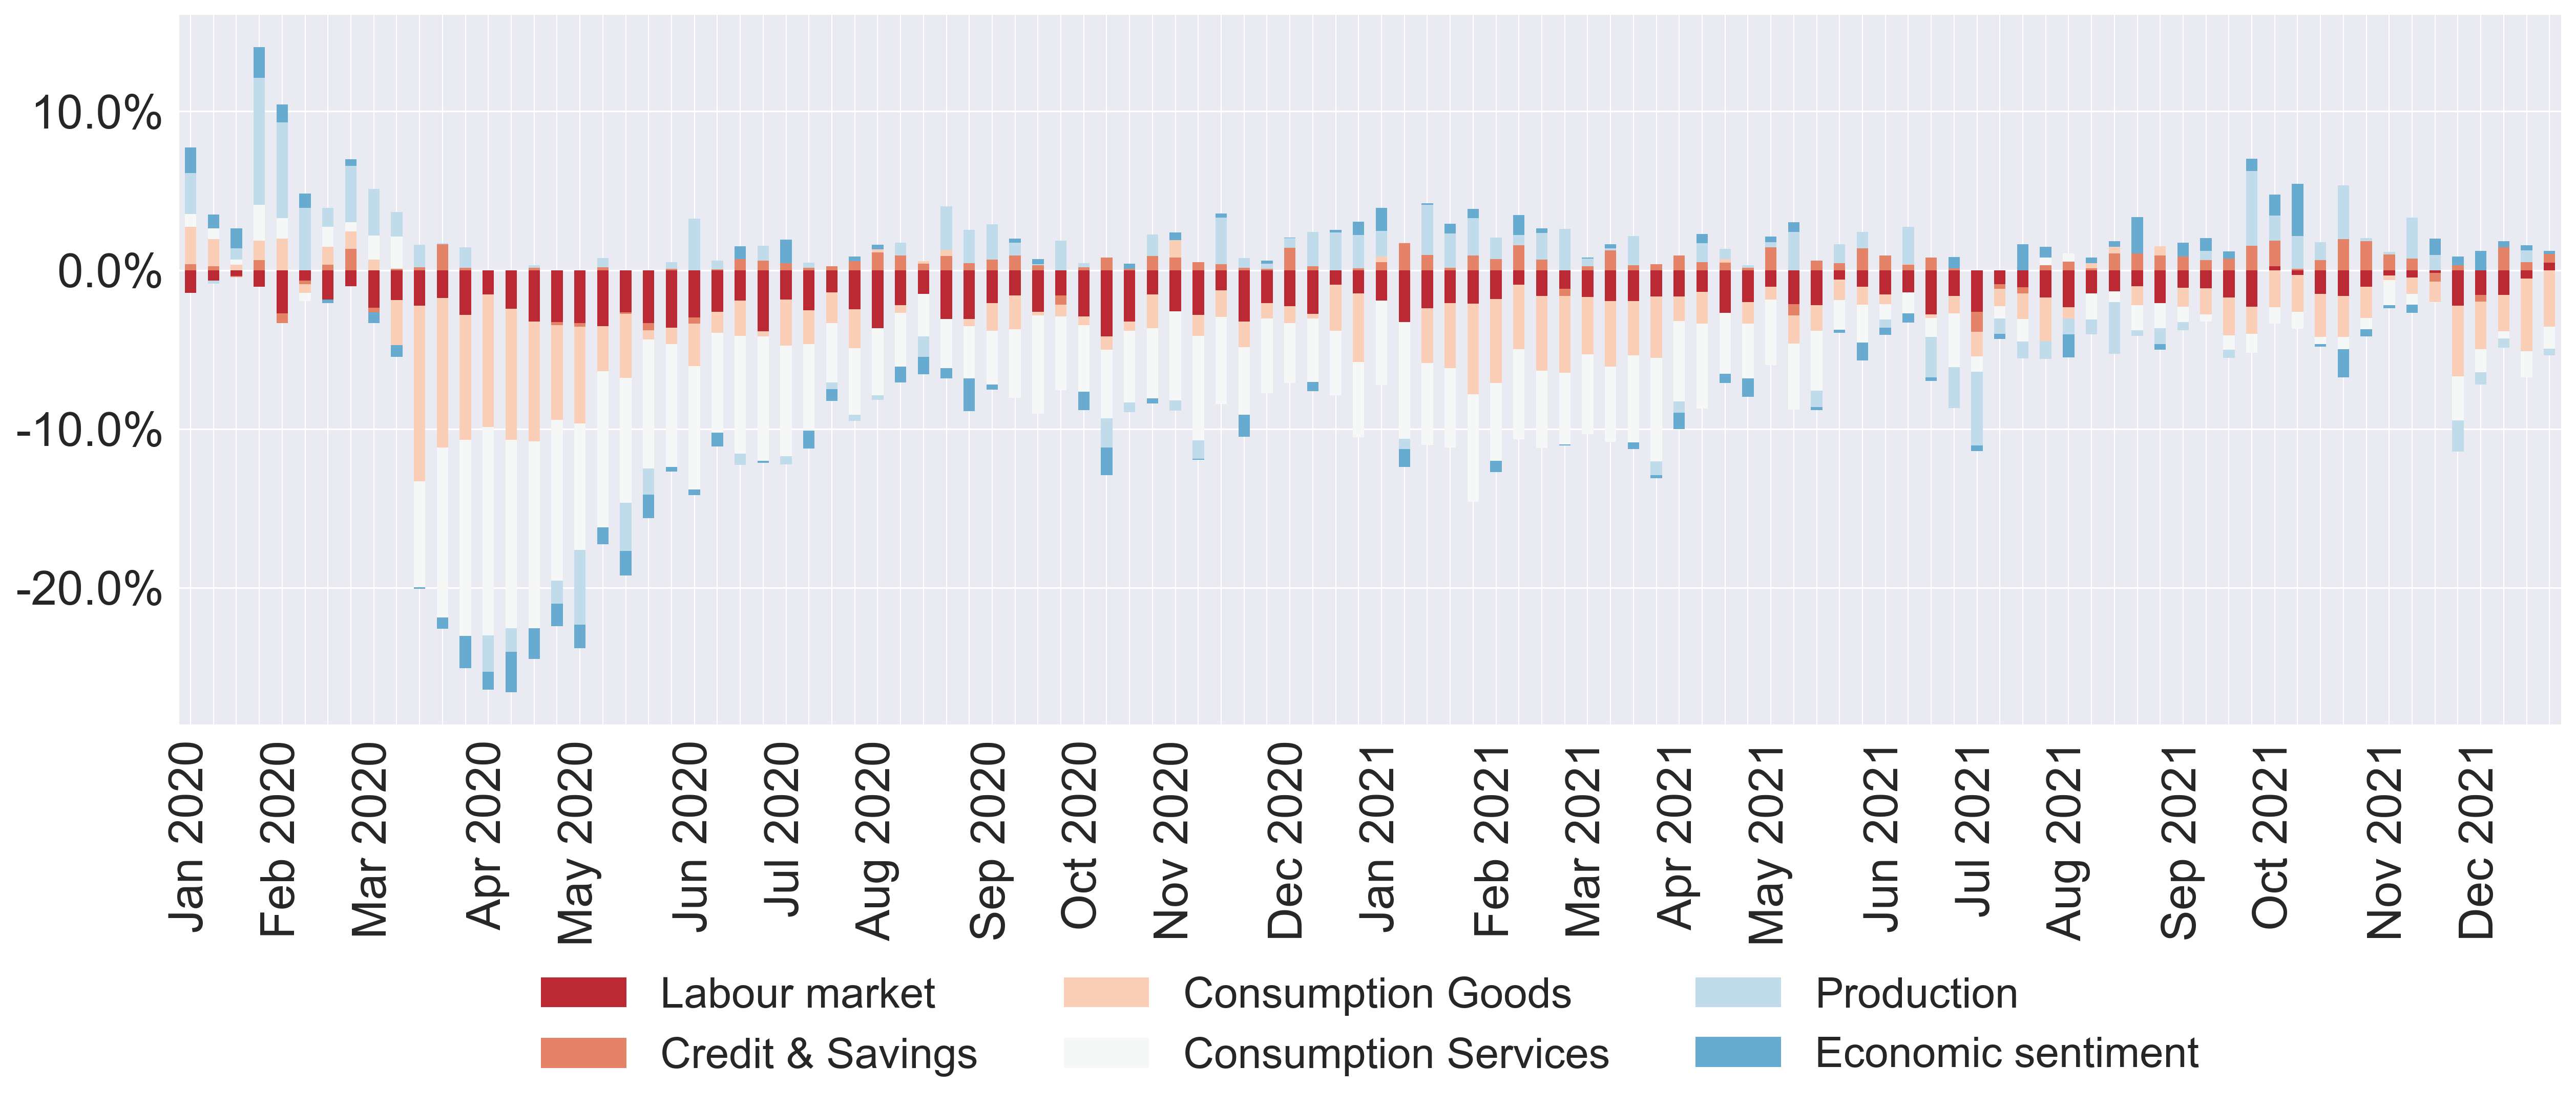 10.0%
0.0%
-10.0%
-20.0%
Jan 2020
Feb 2020
Mar 2020
Apr 2020
May 2020
Jun 2020
Jul 2020
Aug 2020
Sep 2020
Oct 2020
Nov 2020
Dec 2020
Jan 2021
Feb 2021
Mar 2021
Apr 2021
May 2021
Jun 2021
Jul 2021
Aug 2021
Sep 2021
Oct 2021
Nov 2021
Dec 2021
Labour market
Consumption Goods
Production
Credit & Savings
Consumption Services
Economic sentiment